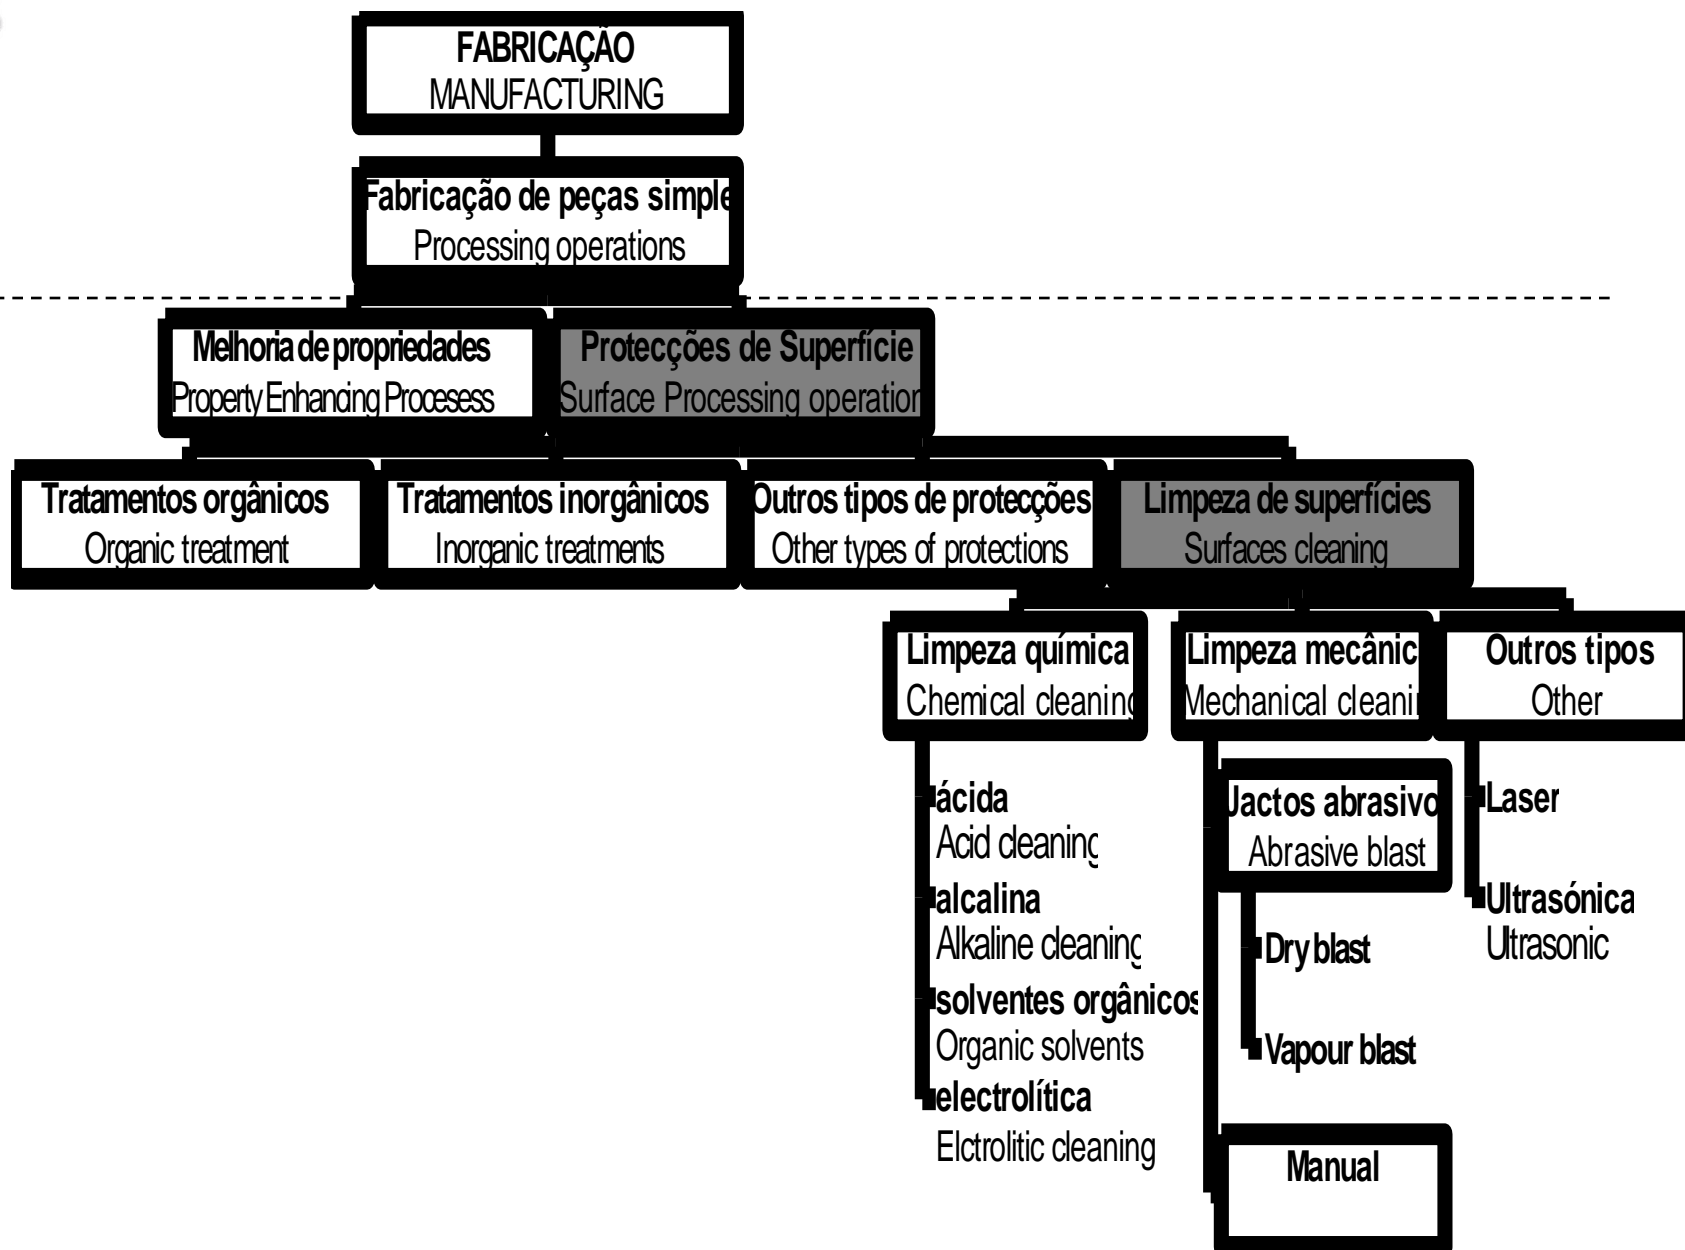 FABRICAÇÃO
MANUFACTURING
Fabricação de peças simple
Processing operations
Melhoria de propriedades
Property Enhancing Procesess
Protecções de Superfície
Surface Processing operation
Tratamentos orgânicos
Organic treatment
Tratamentos inorgânicos
Inorganic treatments
Outros tipos de protecções
Other types of protections
Limpeza de superfícies
Surfaces cleaning
Limpeza química
Chemical cleaning
ácida
Acid cleaning
alcalina
Alkaline cleaning
solventes orgânicos
Organic solvents
electrolítica
Elctrolitic cleaning
Limpeza mecânic
Mechanical cleani
Jactos abrasivo
Abrasive blast
Dry blast
Vapour blast
Manual
Outros tipos
Other
Laser
Ultrasónica
Ultrasonic